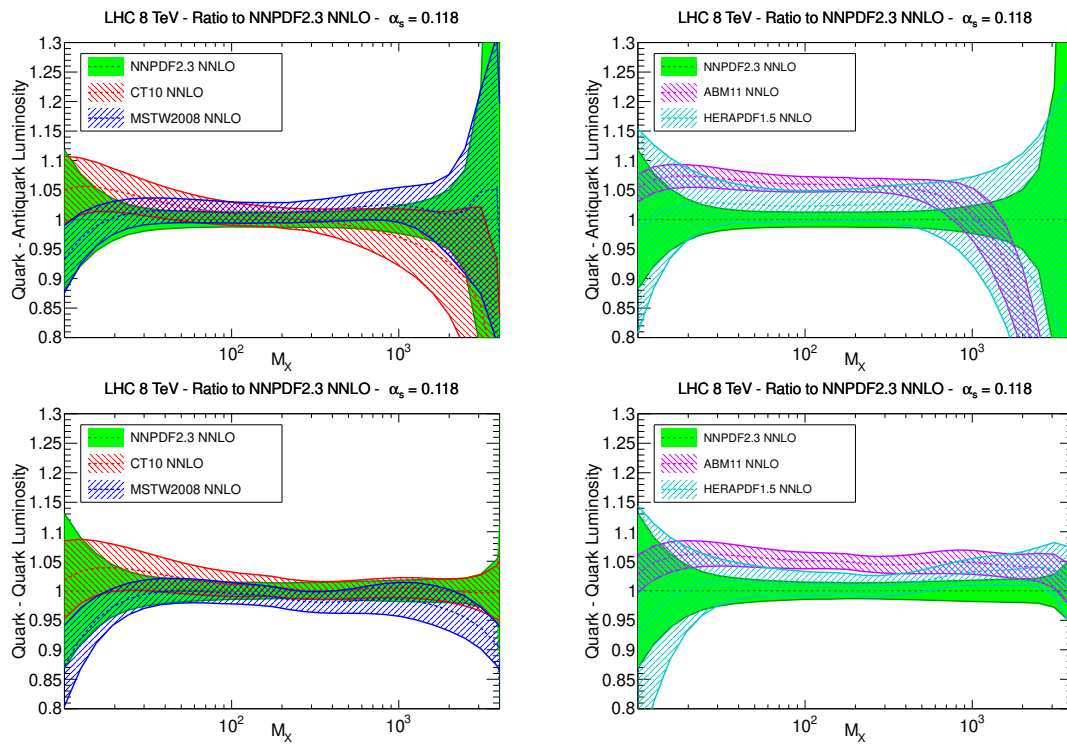 LHC 8 TeV - Ratio to NNPDF2.3 NNLO - αs = 0.118
Quark - Antiquark Luminosity
1.3
1.25
1.2
1.15
1.1
1.05
1
0.95
0.9
0.85
0.8
NNPDF2.3 NNLO
CT10 NNLO
MSTW2008 NNLO
10²
10³
MX
LHC 8 TeV - Ratio to NNPDF2.3 NNLO - αs = 0.118
Quark - Antiquark Luminosity
1.3
1.25
1.2
1.15
1.1
1.05
1
0.95
0.9
0.85
0.8
NNPDF2.3 NNLO
ABM11 NNLO
HERAPDF1.5 NNLO
10²
10³
MX
LHC 8 TeV - Ratio to NNPDF2.3 NNLO - αs = 0.118
Quark - Quark Luminosity
1.3
1.25
1.2
1.15
1.1
1.05
1
0.95
0.9
0.85
0.8
NNPDF2.3 NNLO
CT10 NNLO
MSTW2008 NNLO
10²
10³
MX
LHC 8 TeV - Ratio to NNPDF2.3 NNLO - αs = 0.118
Quark - Quark Luminosity
1.3
1.25
1.2
1.15
1.1
1.05
1
0.95
0.9
0.85
0.8
NNPDF2.3 NNLO
ABM11 NNLO
HERAPDF1.5 NNLO
10²
10³
MX